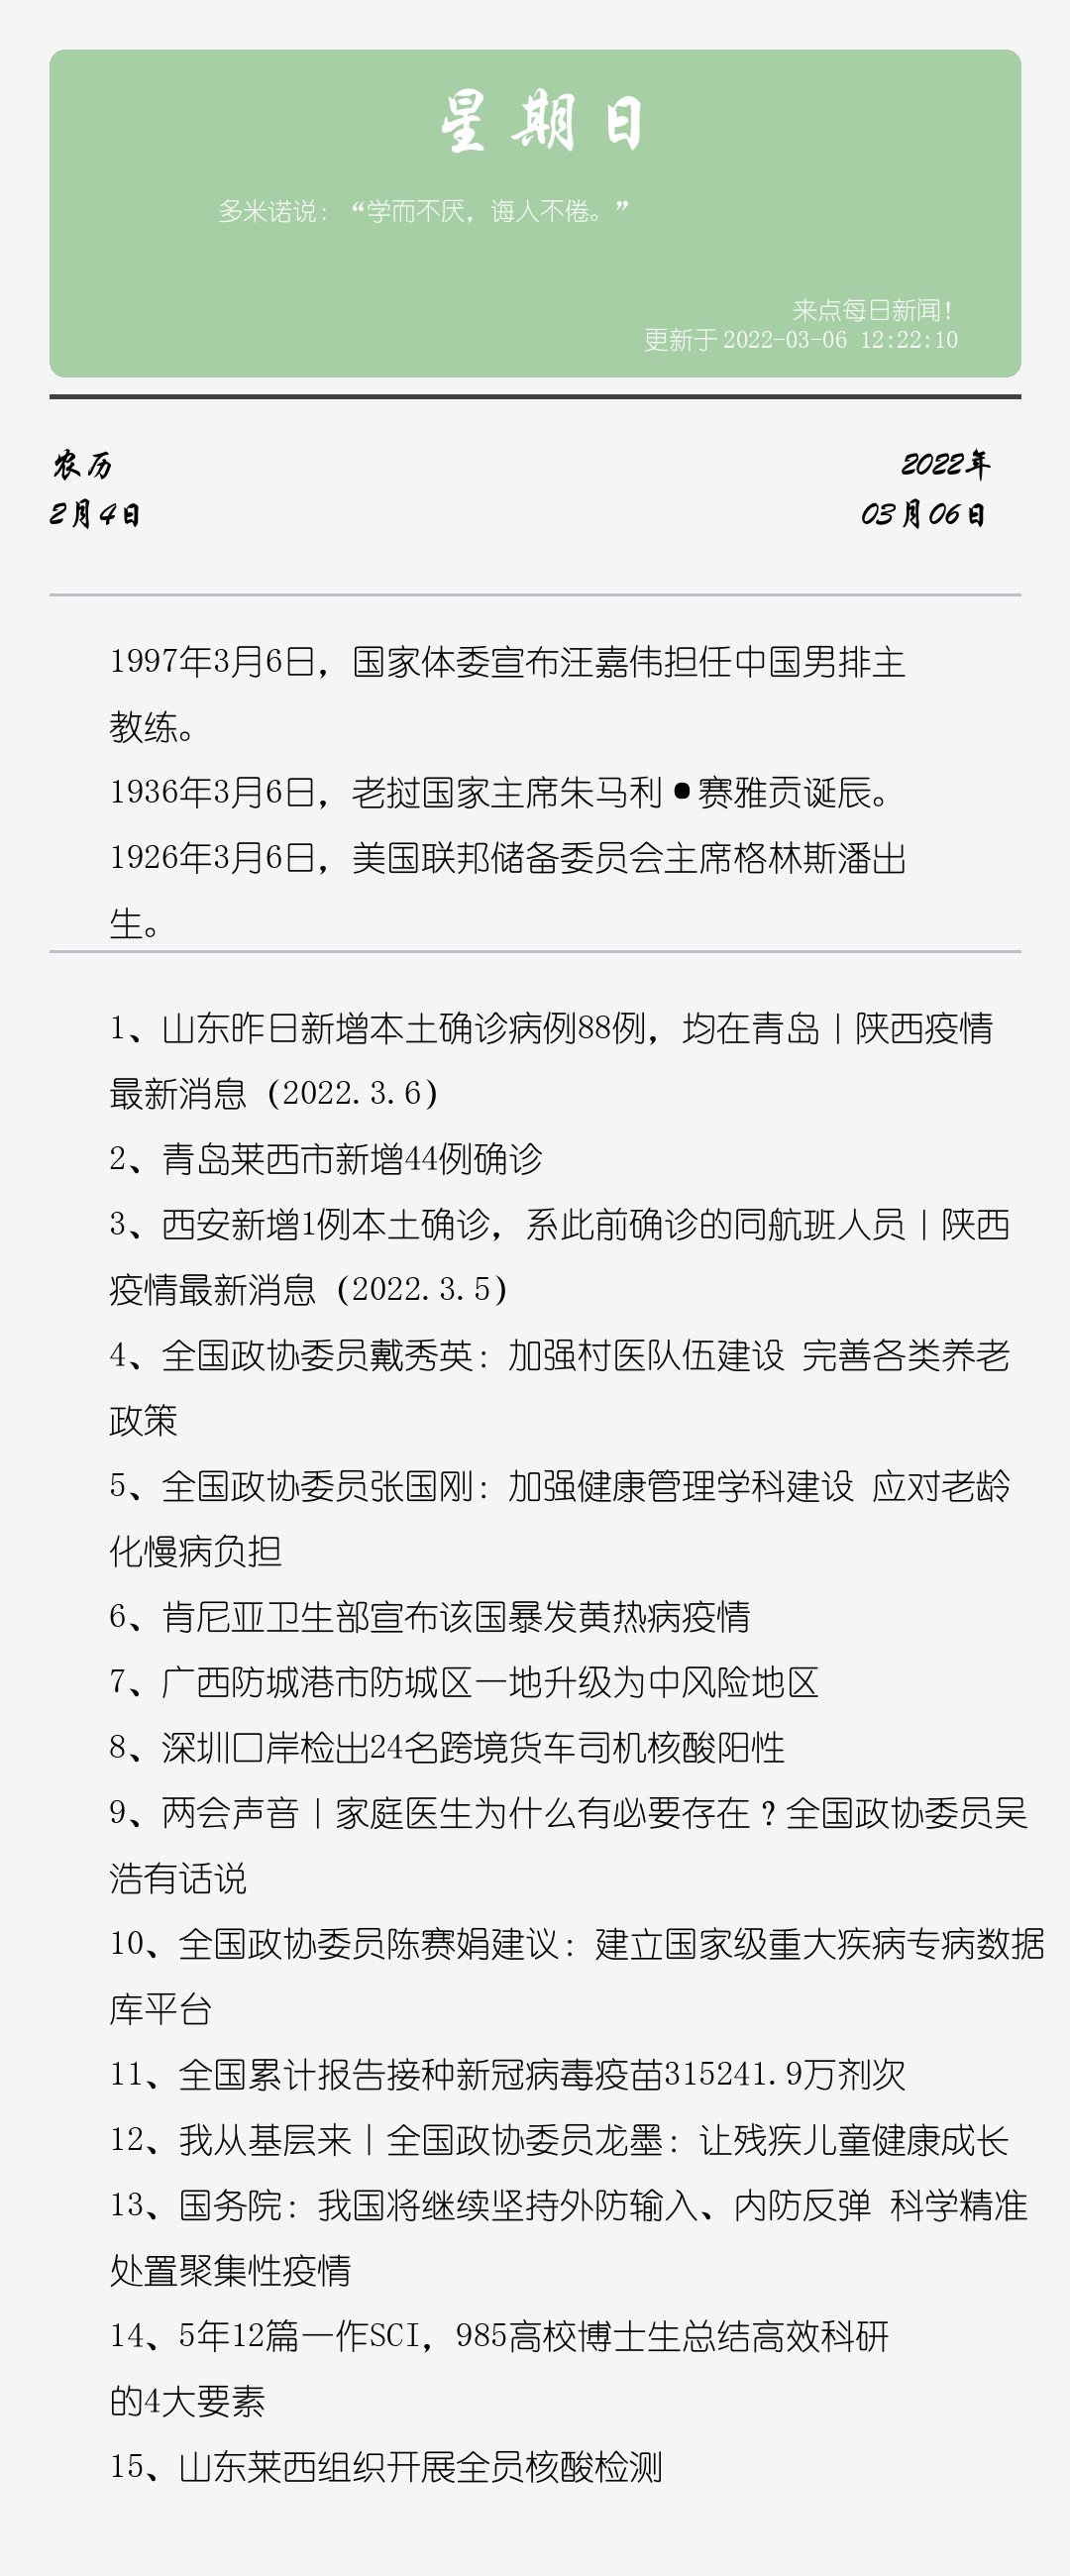 星期日
多米诺说：“学而不厌，诲人不倦。”
来点每日新闻！
更新于 2022-03-06 12:22:10
农历
2月4日
2022年
03月06日
1997年3月6日，国家体委宣布汪嘉伟担任中国男排主
教练。
1936年3月6日，老挝国家主席朱马利•赛雅贡诞辰。
1926年3月6日，美国联邦储备委员会主席格林斯潘出
生。
1、山东昨日新增本土确诊病例88例，均在青岛丨陕西疫情
最新消息（2022.3.6）
2、青岛莱西市新增44例确诊
3、西安新增1例本土确诊，系此前确诊的同航班人员丨陕西
疫情最新消息（2022.3.5）
4、全国政协委员戴秀英：加强村医队伍建设 完善各类养老
政策
5、全国政协委员张国刚：加强健康管理学科建设 应对老龄
化慢病负担
6、肯尼亚卫生部宣布该国暴发黄热病疫情
7、广西防城港市防城区一地升级为中风险地区
8、深圳口岸检出24名跨境货车司机核酸阳性
9、两会声音丨家庭医生为什么有必要存在？全国政协委员吴
浩有话说
10、全国政协委员陈赛娟建议：建立国家级重大疾病专病数据
库平台
11、全国累计报告接种新冠病毒疫苗315241.9万剂次
12、我从基层来丨全国政协委员龙墨：让残疾儿童健康成长
13、国务院：我国将继续坚持外防输入、内防反弹 科学精准
处置聚集性疫情
14、5年12篇一作SCI，985高校博士生总结高效科研
的4大要素
15、山东莱西组织开展全员核酸检测